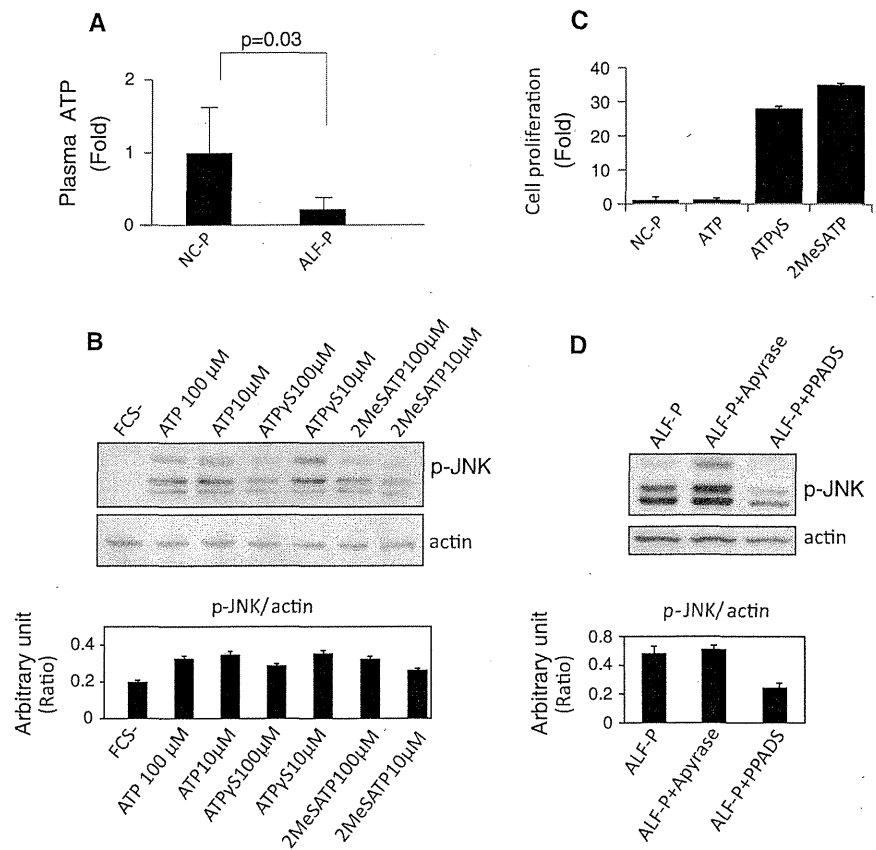 A
p=0.03
Plasma ATP
(Fold)
2
1
0
NC-P
ALF-P
B
FCS-
ATP 100 μM
ATP10μM
ATPγS100μM
ATPγS10μM
2MeSATP100μM
2MeSATP10μM
p-JNK
actin
p-JNK/actin
Arbitrary unit
(Ratio)
0.4
0.2
0
FCS-
ATP 100 μM
ATP10μM
ATPγS100μM
ATPγS10μM
2MeSATP100μM
2MeSATP10μM
C
Cell proliferation
(Fold)
40
30
20
10
0
NC-P
ATP
ATPγS
2MeSATP
D
ALF-P
ALF-P+Apyrase
ALF-P+PPADS
p-JNK
actin
p-JNK/actin
Arbitrary unit
(Ratio)
0.8
0.4
0.2
0
ALF-P
ALF-P+Apyrase
ALF-P+PPADS